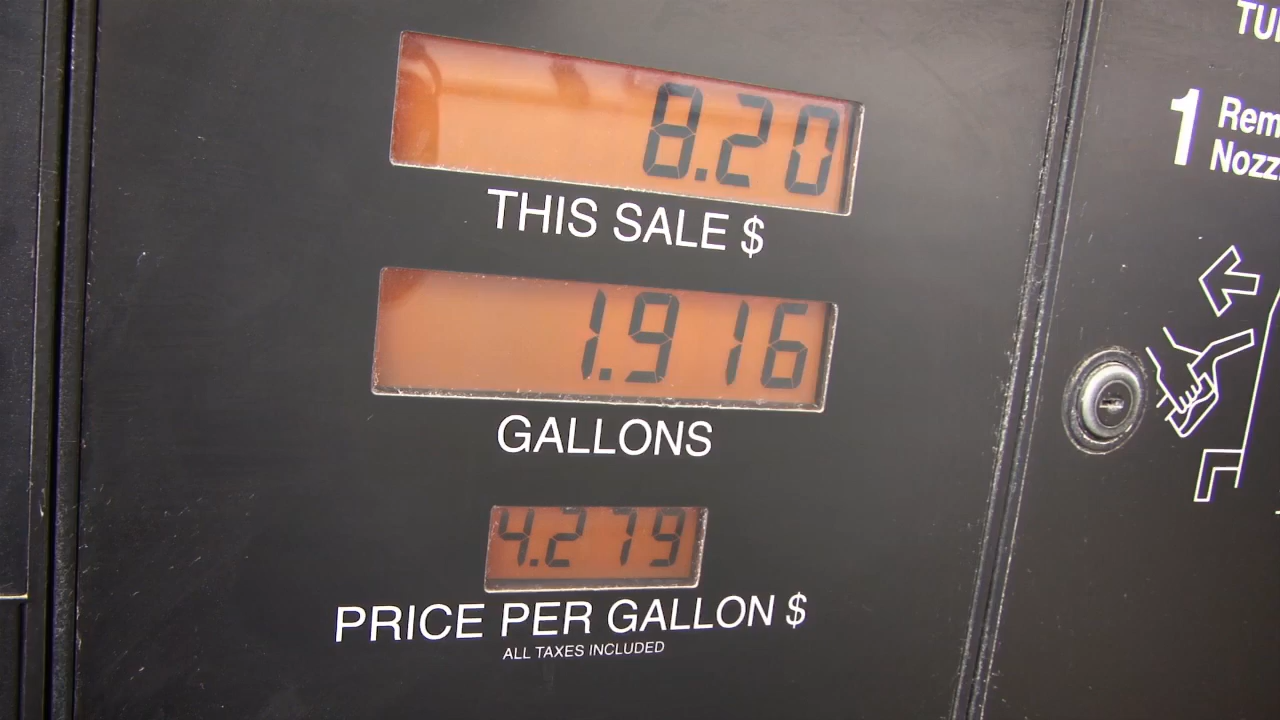 8.20
THIS SALE $
1.916
GALLONS
4.279
PRICE PER GALLON $
ALL TAXES INCLUDED
1